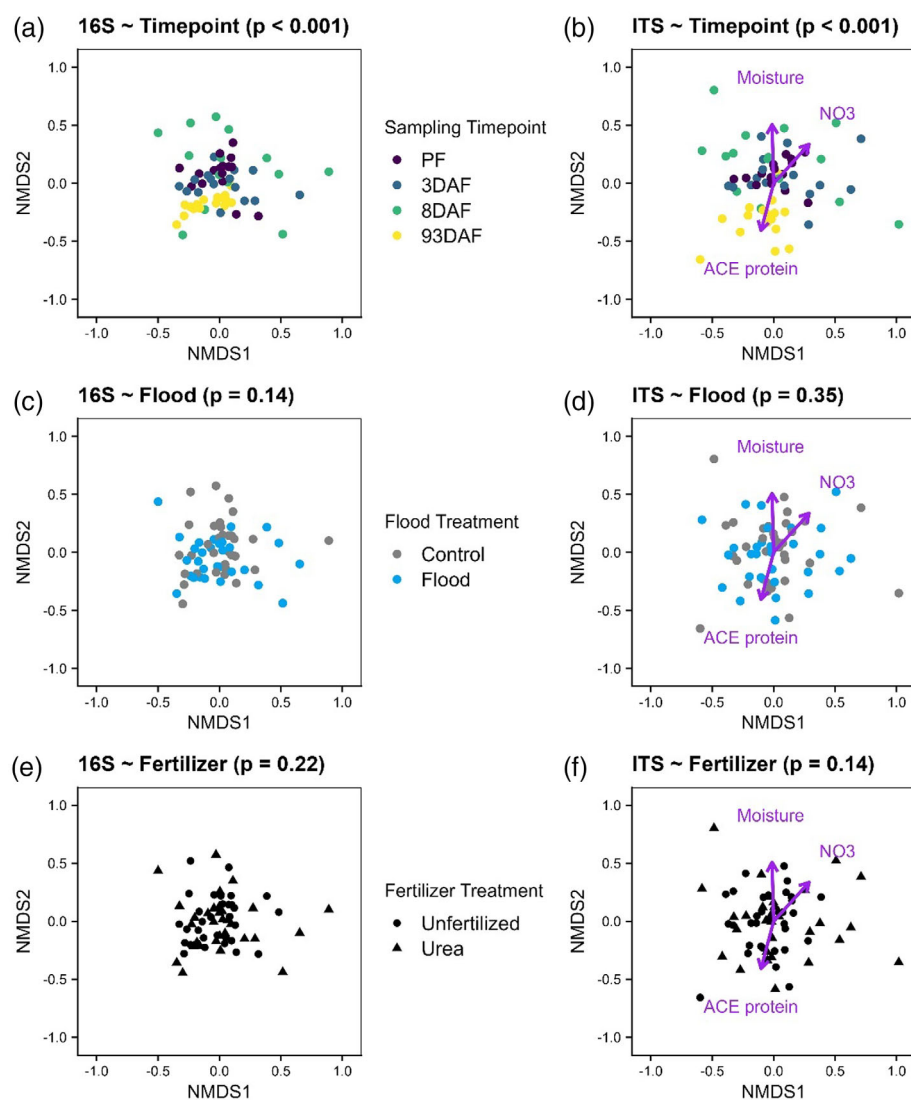 (a) 16S ~ Timepoint (p < 0.001)
1.0
0.5
0.0
-0.5
-1.0
NMDS2
-1.0 -0.5 0.0 0.5 1.0
NMDS1
Sampling Timepoint
PF
3DAF
8DAF
93DAF
(b) ITS ~ Timepoint (p < 0.001)
1.0
0.5
0.0
-0.5
-1.0
NMDS2
Moisture
NO3
ACE protein
-1.0 -0.5 0.0 0.5 1.0
NMDS1
(c) 16S ~ Flood (p = 0.14)
1.0
0.5
0.0
-0.5
-1.0
NMDS2
-1.0 -0.5 0.0 0.5 1.0
NMDS1
Flood Treatment
Control
Flood
(d) ITS ~ Flood (p = 0.35)
1.0
0.5
0.0
-0.5
-1.0
NMDS2
Moisture
NO3
ACE protein
-1.0 -0.5 0.0 0.5 1.0
NMDS1
(e) 16S ~ Fertilizer (p = 0.22)
1.0
0.5
0.0
-0.5
-1.0
NMDS2
-1.0 -0.5 0.0 0.5 1.0
NMDS1
Fertilizer Treatment
Unfertilized
Urea
(f) ITS ~ Fertilizer (p = 0.14)
1.0
0.5
0.0
-0.5
-1.0
NMDS2
Moisture
NO3
ACE protein
-1.0 -0.5 0.0 0.5 1.0
NMDS1